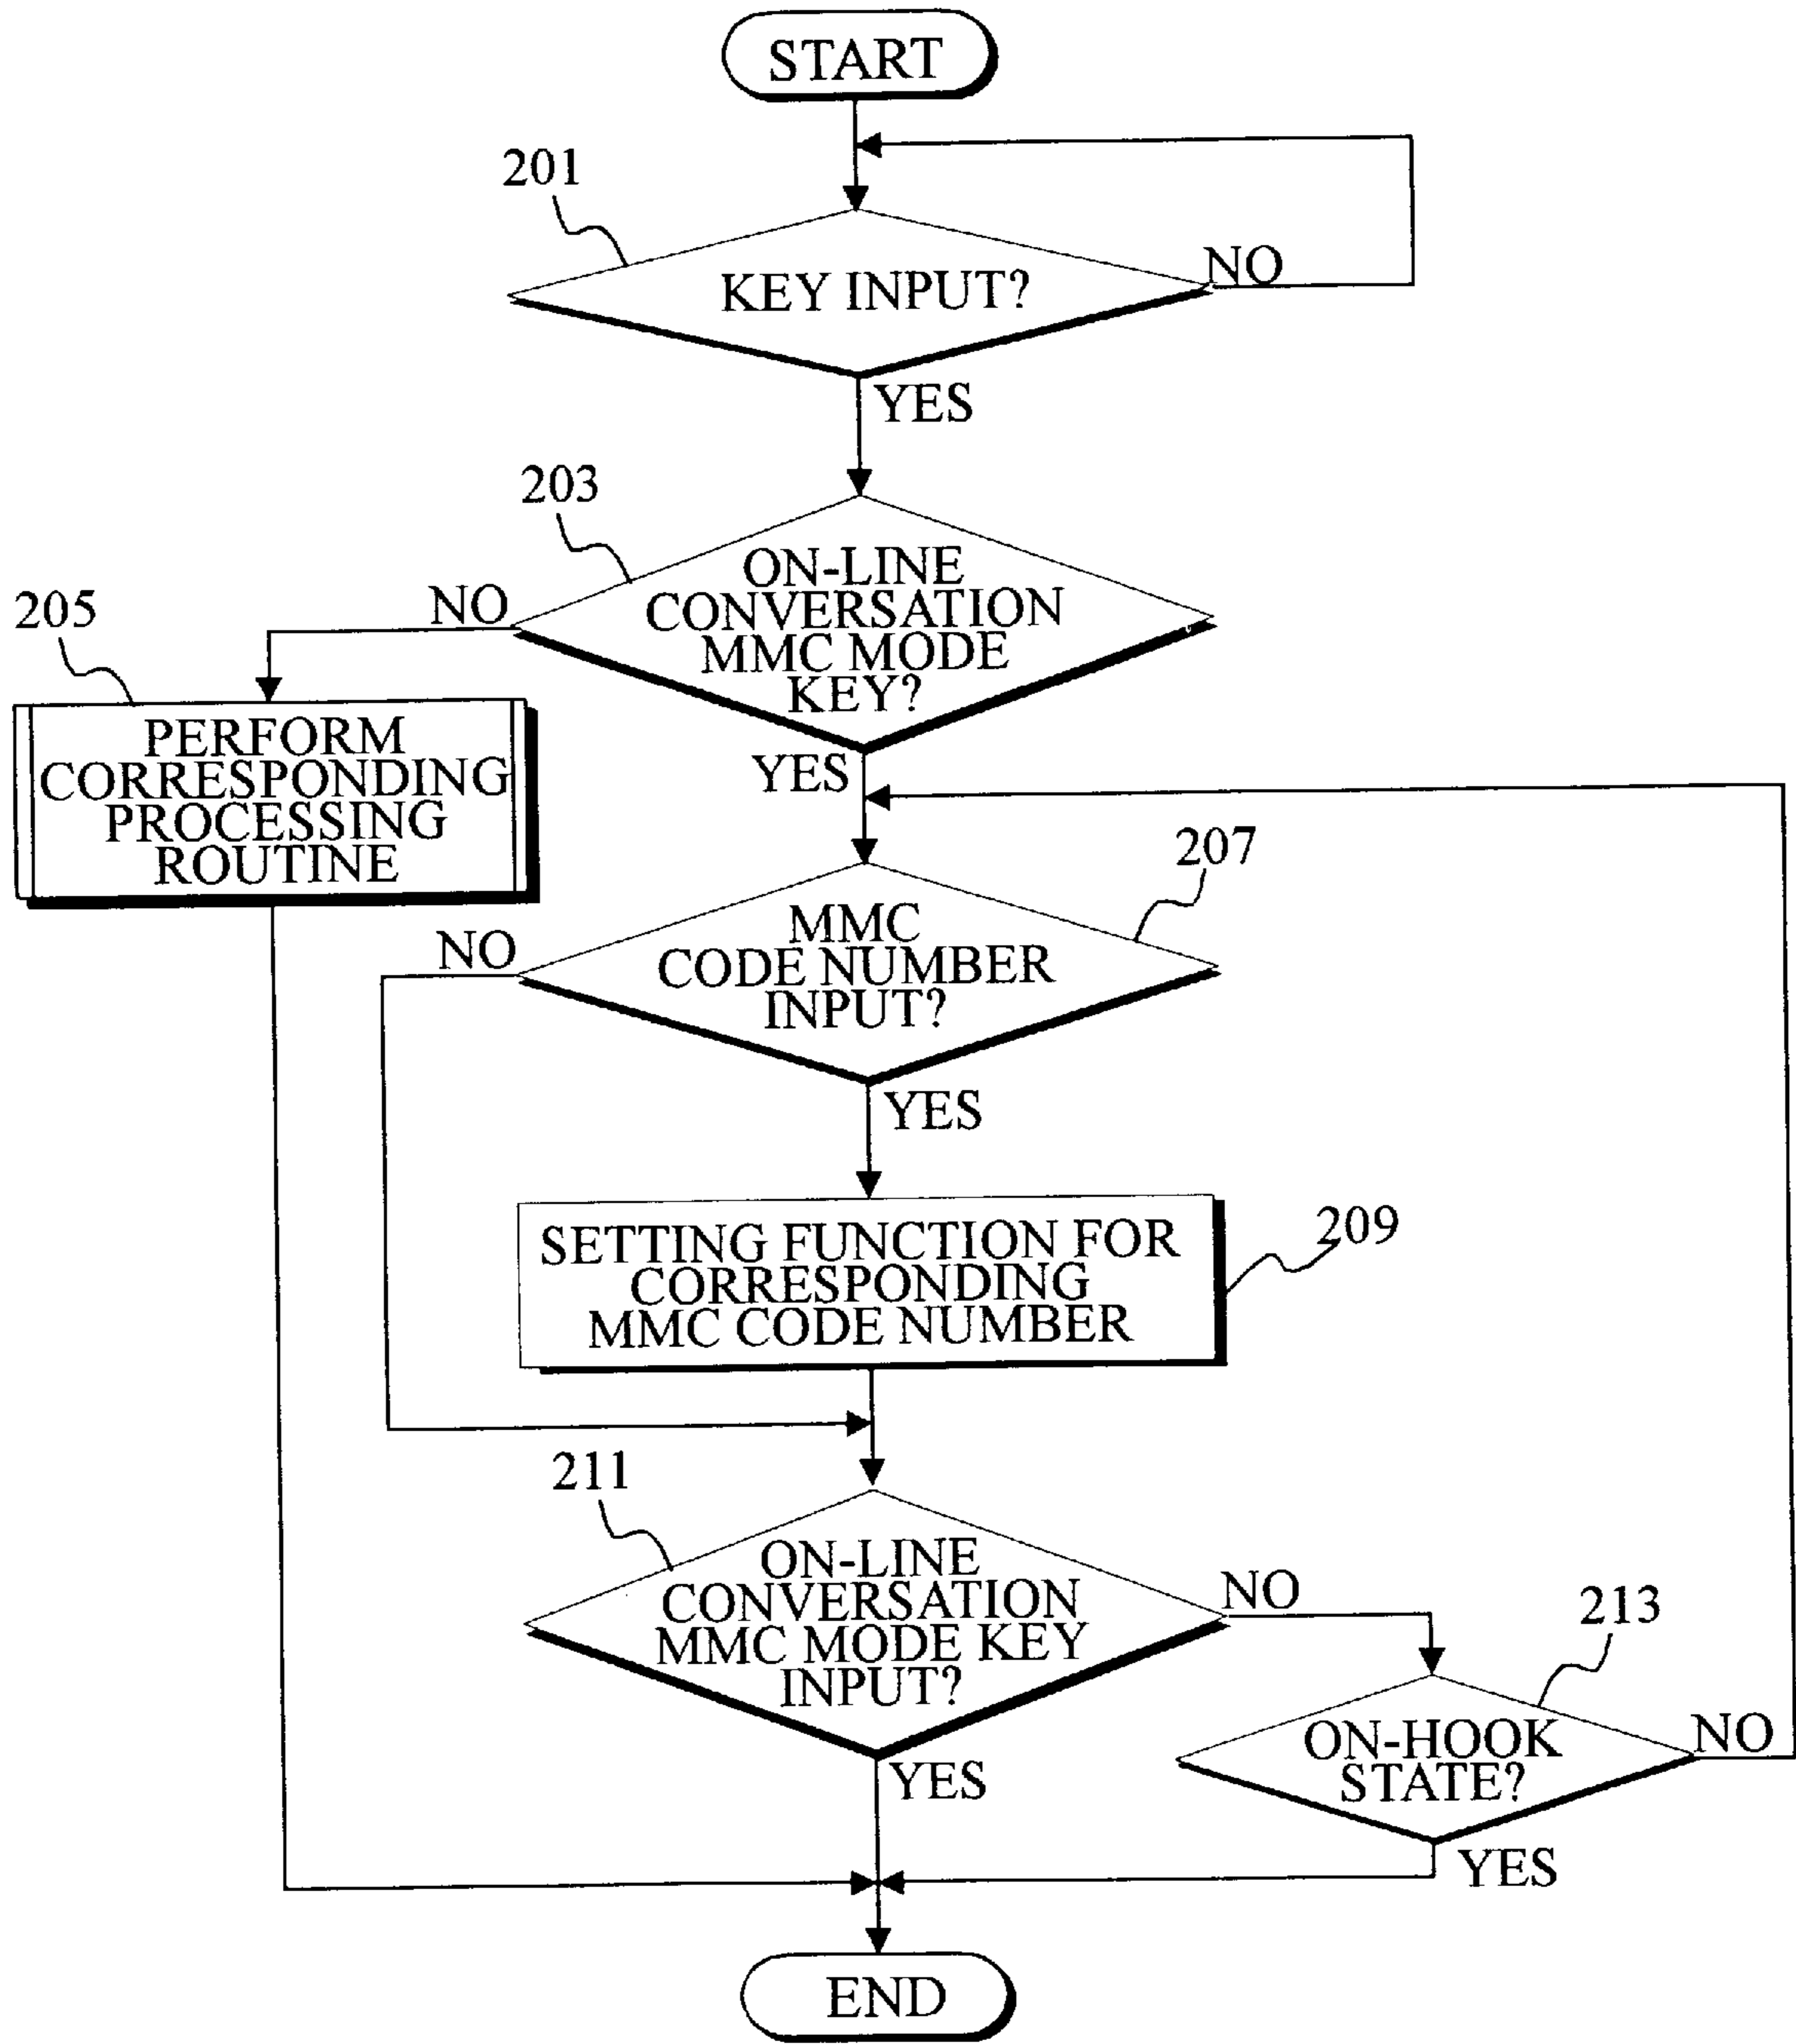 START
201
KEY INPUT?
NO
YES
203
ON-LINE
CONVERSATION
MMC MODE
KEY?
NO
YES
205
PERFORM
CORRESPONDING
PROCESSING
ROUTINE
207
MMC
CODE NUMBER
INPUT?
NO
YES
SETTING FUNCTION FOR
CORRESPONDING
MMC CODE NUMBER
209
211
ON-LINE
CONVERSATION
MMC MODE KEY
INPUT?
NO
YES
213
ON-HOOK
STATE?
NO
YES
END